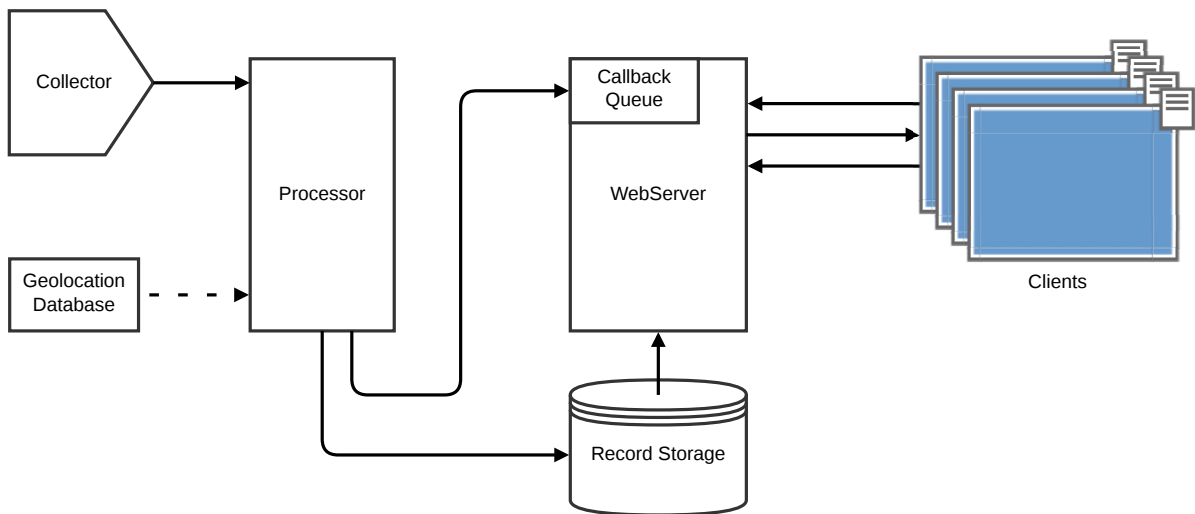 Collector
Processor
Callback
Queue
WebServer
Geolocation
Database
Clients
Record Storage